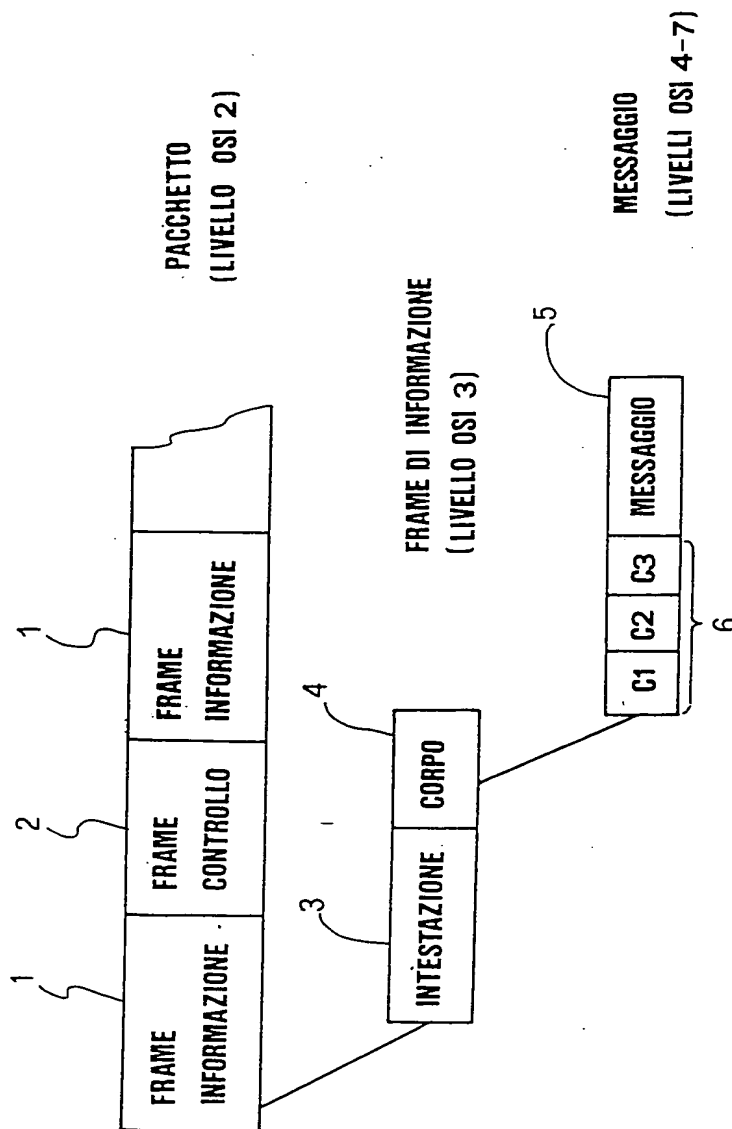 1
2
1
FRAME
INFORMAZIONE
FRAME
CONTROLLO
FRAME
INFORMAZIONE
PACCHETTO
(LIVELLO OSI 2)
3
4
INTESTAZIONE
CORPO
FRAME DI INFORMAZIONE
(LIVELLO OSI 3)
5
C1
C2
C3
MESSAGGIO
6
MESSAGGIO
(LIVELLI OSI 4-7)